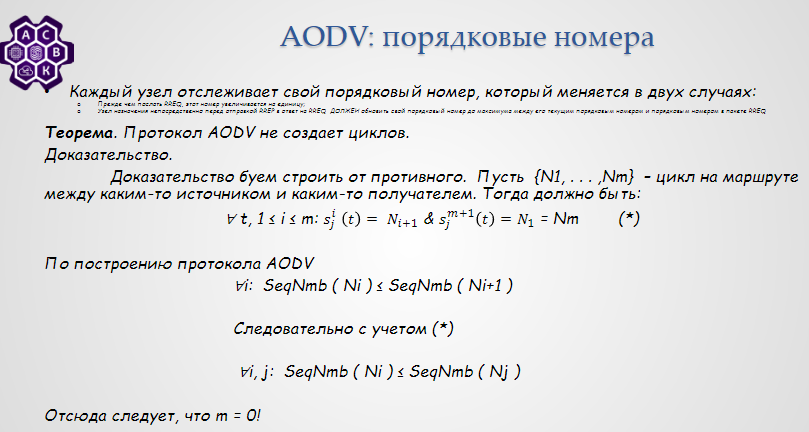 А С В К
AODV: порядковые номера
• Каждый узел отслеживает свой порядковый номер, который меняется в двух случаях:
o Прежде чем послать RREQ, этот номер увеличивается на единицу;
o Узел назначения непосредственно перед отправкой RREP в ответ на RREQ ДОЛЖЕН обновить свой порядковый номер до максимума между его текущим порядковым номером и порядковым номером в пакете RREQ
Теорема. Протокол AODV не создает циклов.
Доказательство.
Доказательство буем строить от противного. Пусть {N1, . . . ,Nm} – цикл на маршруте
между каким-то источником и каким-то получателем. Тогда должно быть:
∀ t, 1 ≤ i ≤ m: s_j^i (t) = N_{i+1} & s_j^{m+1}(t) = N_1 = Nm (*)
По построению протокола AODV
∀i: SeqNmb ( Ni ) ≤ SeqNmb ( Ni+1 )
Следовательно с учетом (*)
∀i, j: SeqNmb ( Ni ) ≤ SeqNmb ( Nj )
Отсюда следует, что m = 0!